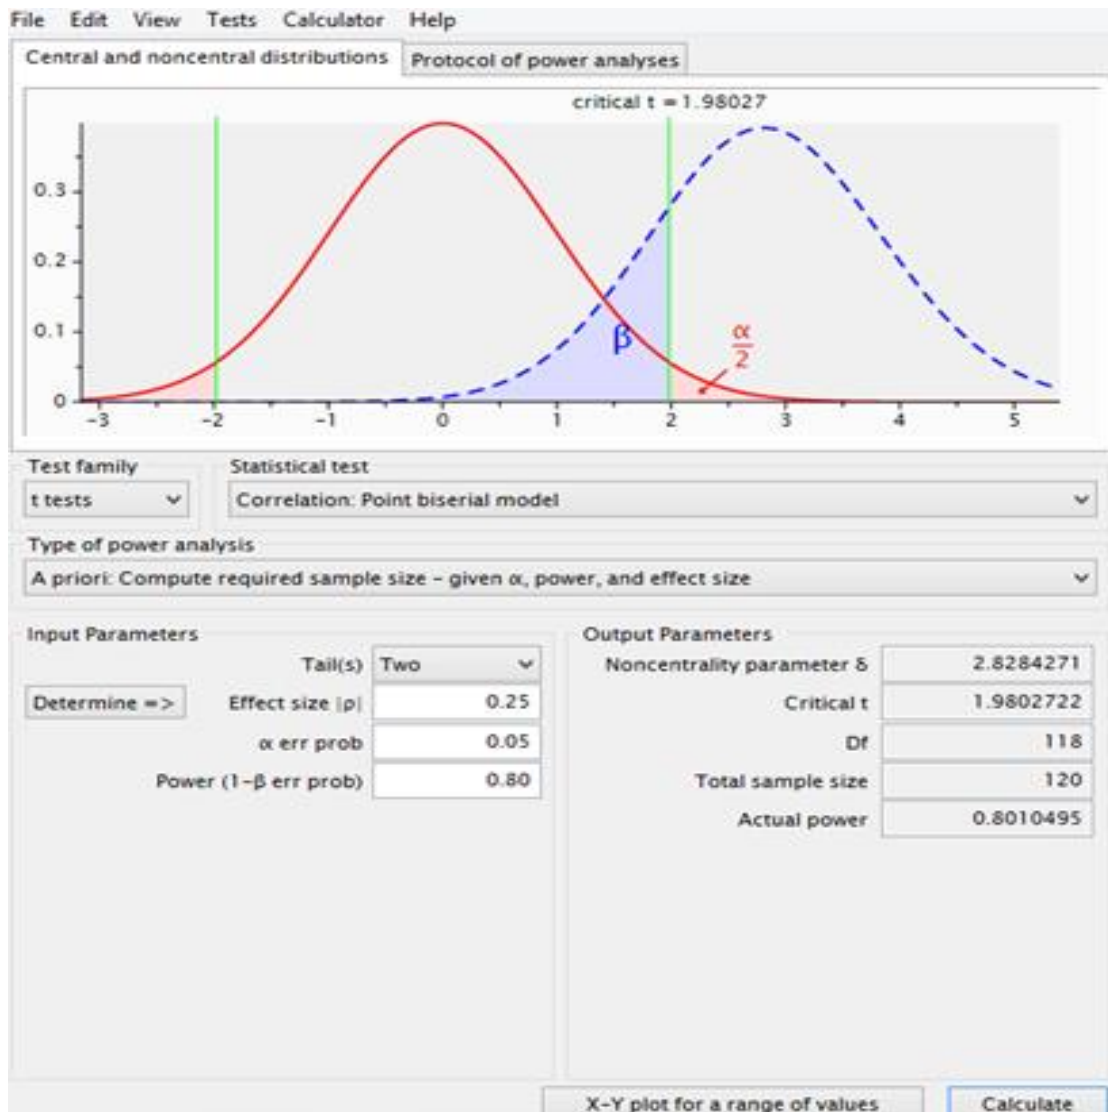 File Edit View Tests Calculator Help
Central and noncentral distributions Protocol of power analyses
critical t = 1.98027
0.3
0.2
β
α
2
0.1
0
-3 -2 -1 0 1 2 3 4 5
Test family Statistical test
t tests Correlation: Point biserial model
Type of power analysis
A priori: Compute required sample size - given α, power, and effect size
Input Parameters Output Parameters
Tail(s) Two Noncentrality parameter δ 2.8284271
Determine => Effect size |ρ| 0.25 Critical t 1.9802722
α err prob 0.05 Df 118
Power (1-β err prob) 0.80 Total sample size 120
Actual power 0.8010495
X-Y plot for a range of values Calculate